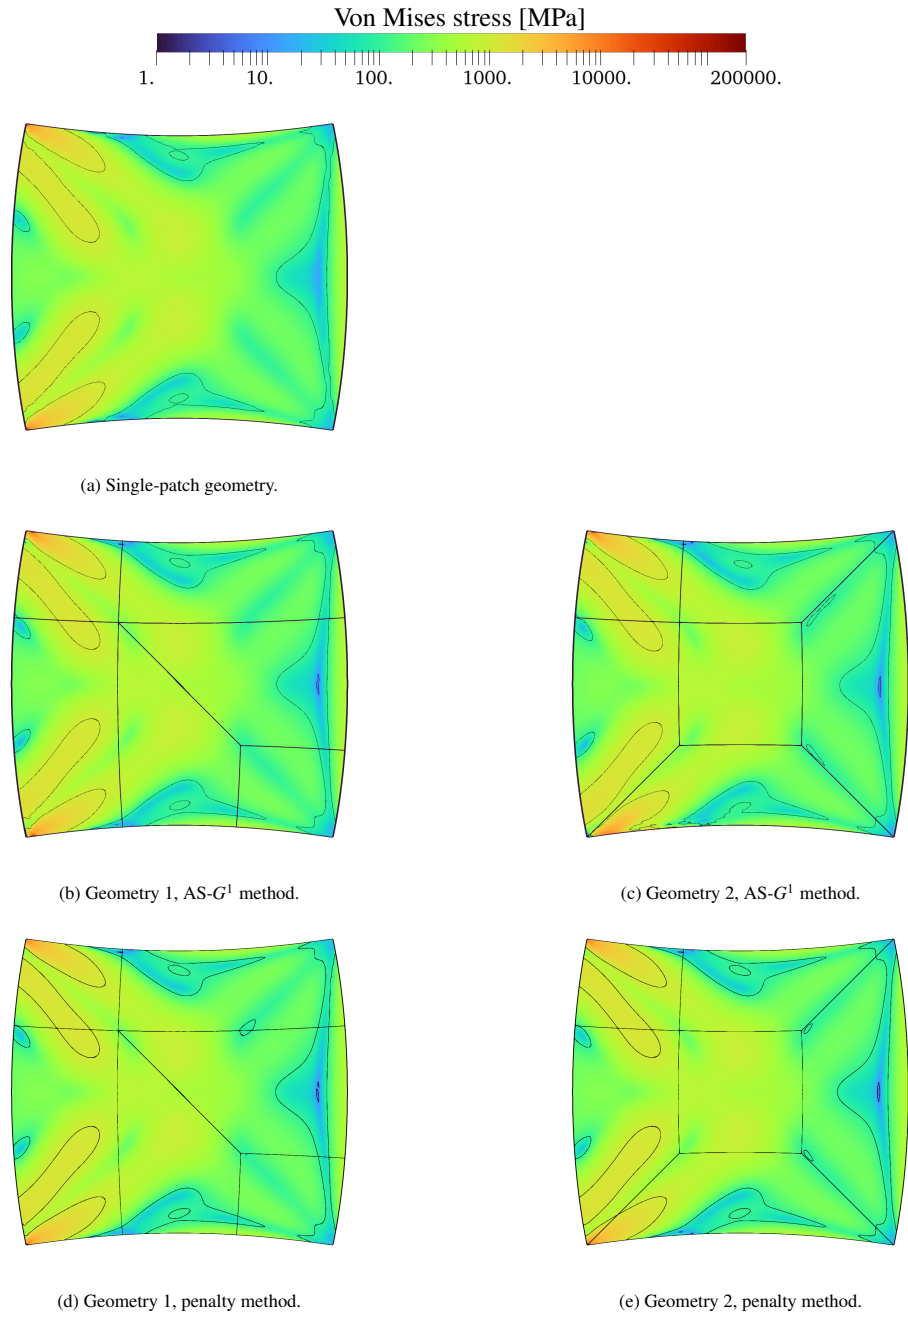 Von Mises stress [MPa]
1. 10. 100. 1000. 10000. 200000.
(a) Single-patch geometry.
(b) Geometry 1, AS-G¹ method.
(c) Geometry 2, AS-G¹ method.
(d) Geometry 1, penalty method.
(e) Geometry 2, penalty method.